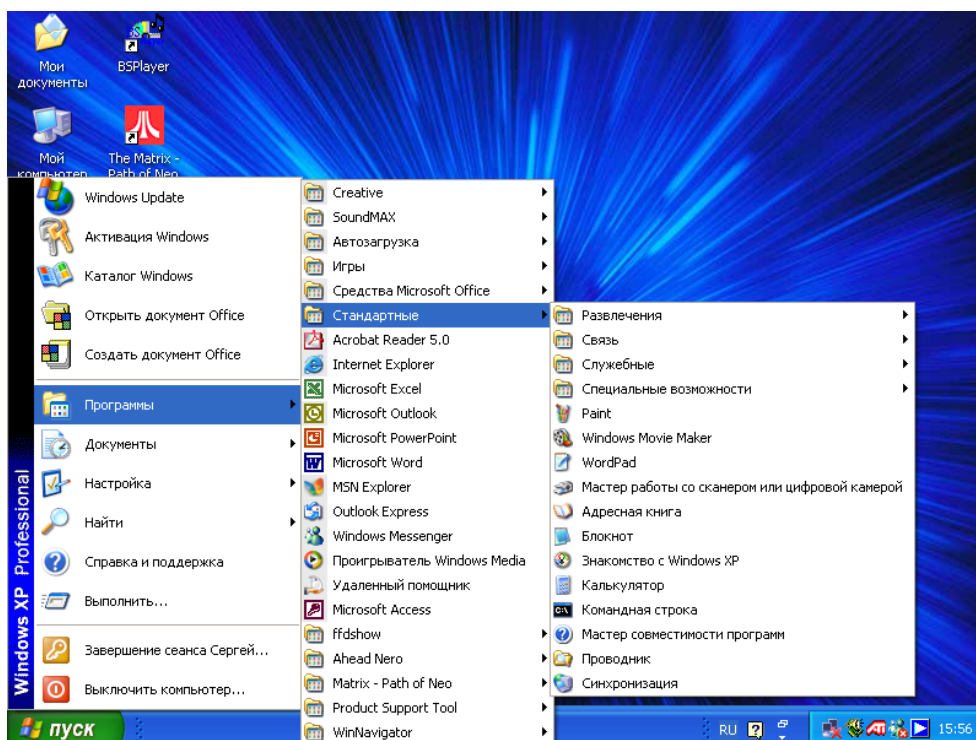 Мои
документы
BSPlayer
Мой
компьютер
The Matrix -
Path of Neo
Windows Update
Активация Windows
Каталог Windows
Открыть документ Office
Создать документ Office
Программы
Документы
Настройка
Найти
Справка и поддержка
Выполнить...
Завершение сеанса Сергей...
Выключить компьютер...
Windows XP Professional
Creative
SoundMAX
Автозагрузка
Игры
Средства Microsoft Office
Стандартные
Acrobat Reader 5.0
Internet Explorer
Microsoft Excel
Microsoft Outlook
Microsoft PowerPoint
Microsoft Word
MSN Explorer
Outlook Express
Windows Messenger
Проигрыватель Windows Media
Удаленный помощник
Microsoft Access
ffdshow
Ahead Nero
Matrix - Path of Neo
Product Support Tool
WinNavigator
Развлечения
Связь
Служебные
Специальные возможности
Paint
Windows Movie Maker
WordPad
Мастер работы со сканером или цифровой камерой
Адресная книга
Блокнот
Знакомство с Windows XP
Калькулятор
Командная строка
Мастер совместимости программ
Проводник
Синхронизация
пуск
RU
15:56